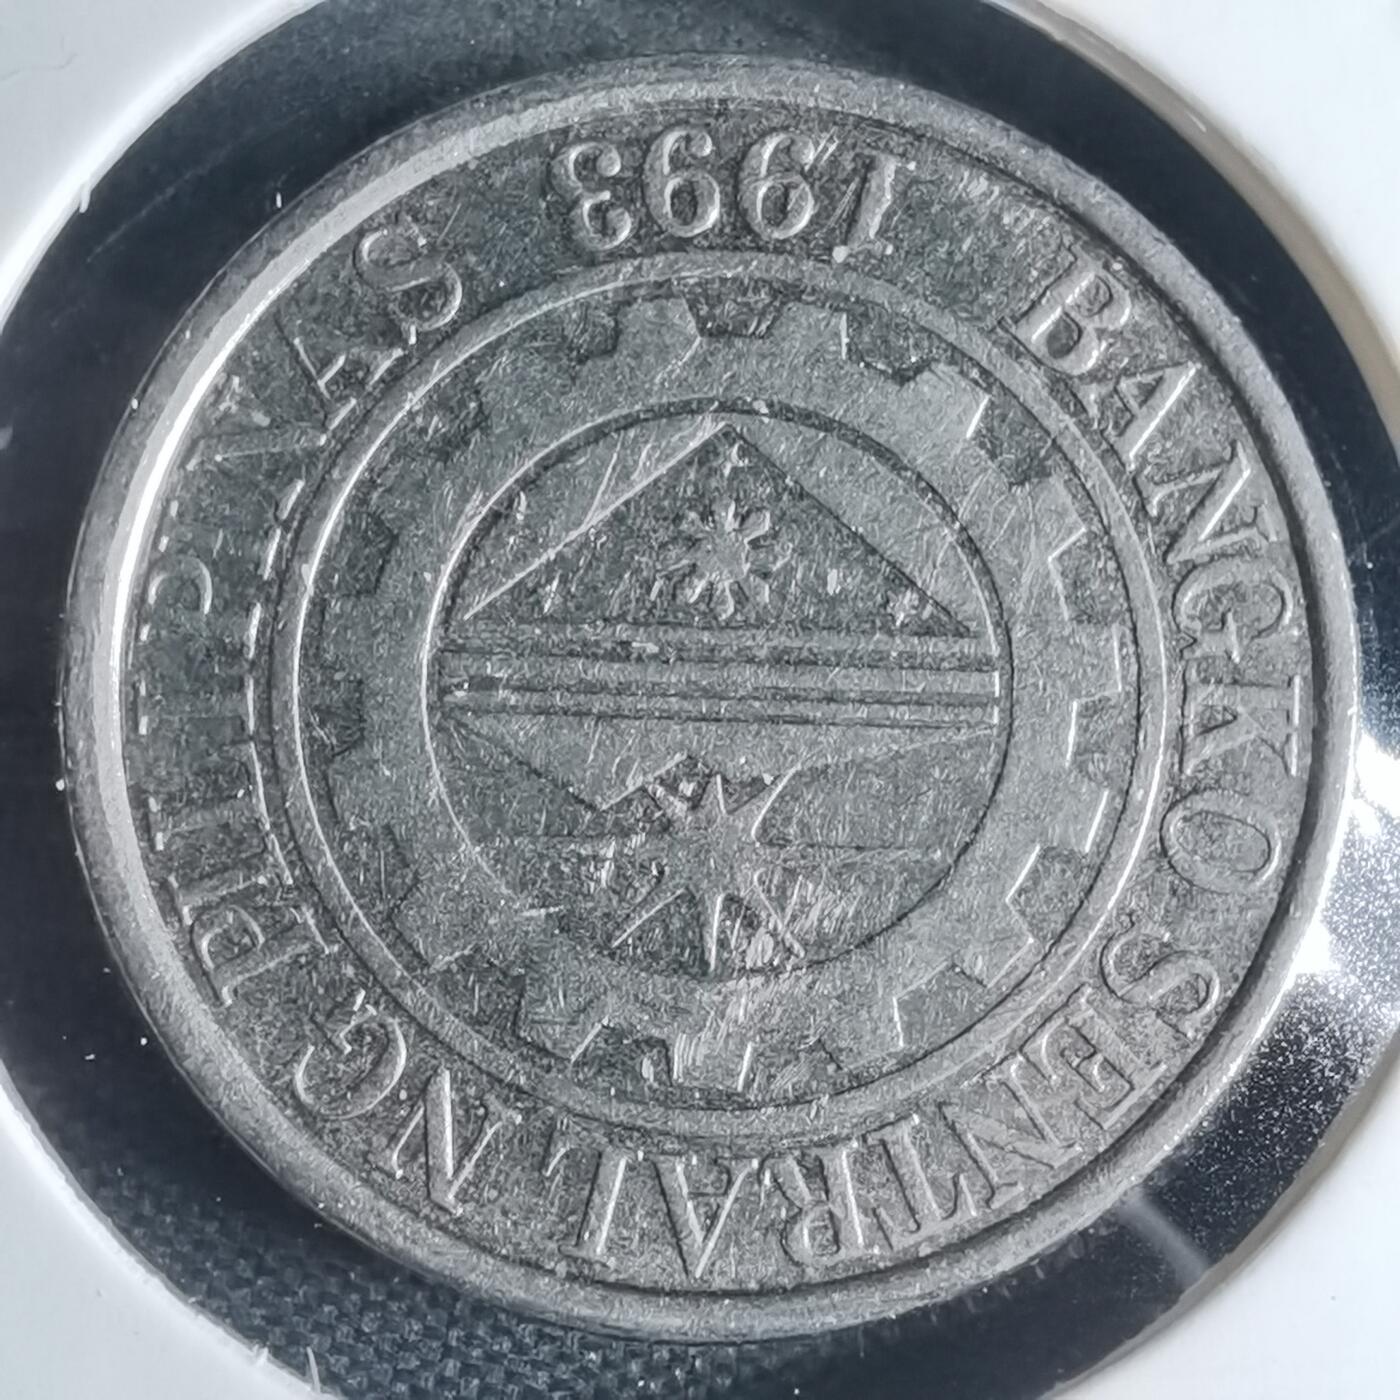 BANGKO SENTRAL NG PILIPINAS
1993